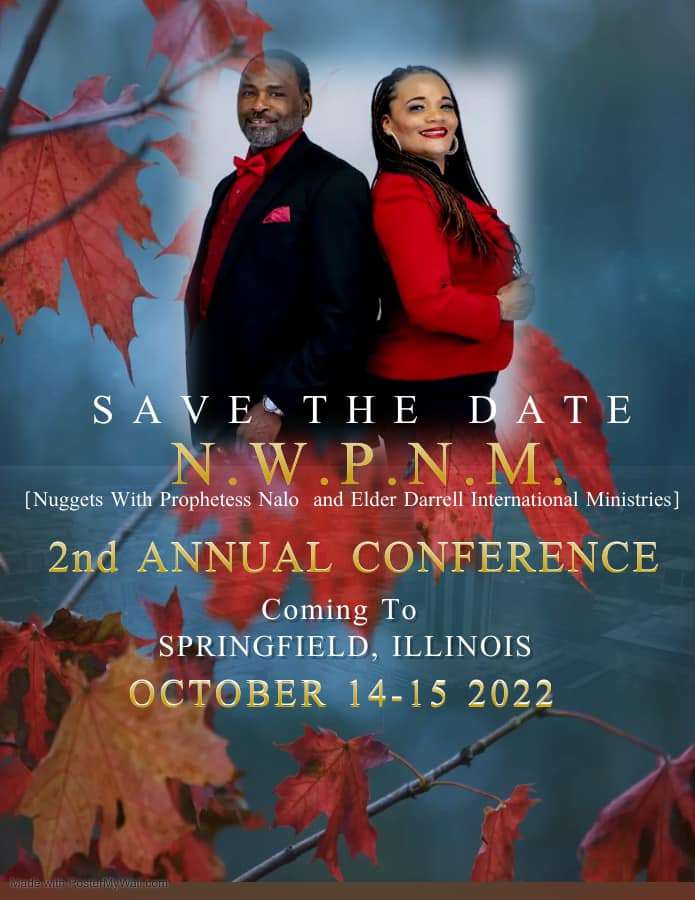 SAVE THE DATE
N.W.P.N.M.
[Nuggets With Prophetess Nalo and Elder Darrell International Ministries]
2nd ANNUAL CONFERENCE
Coming To
SPRINGFIELD, ILLINOIS
OCTOBER 14-15 2022
Made with PosterMyWall.com